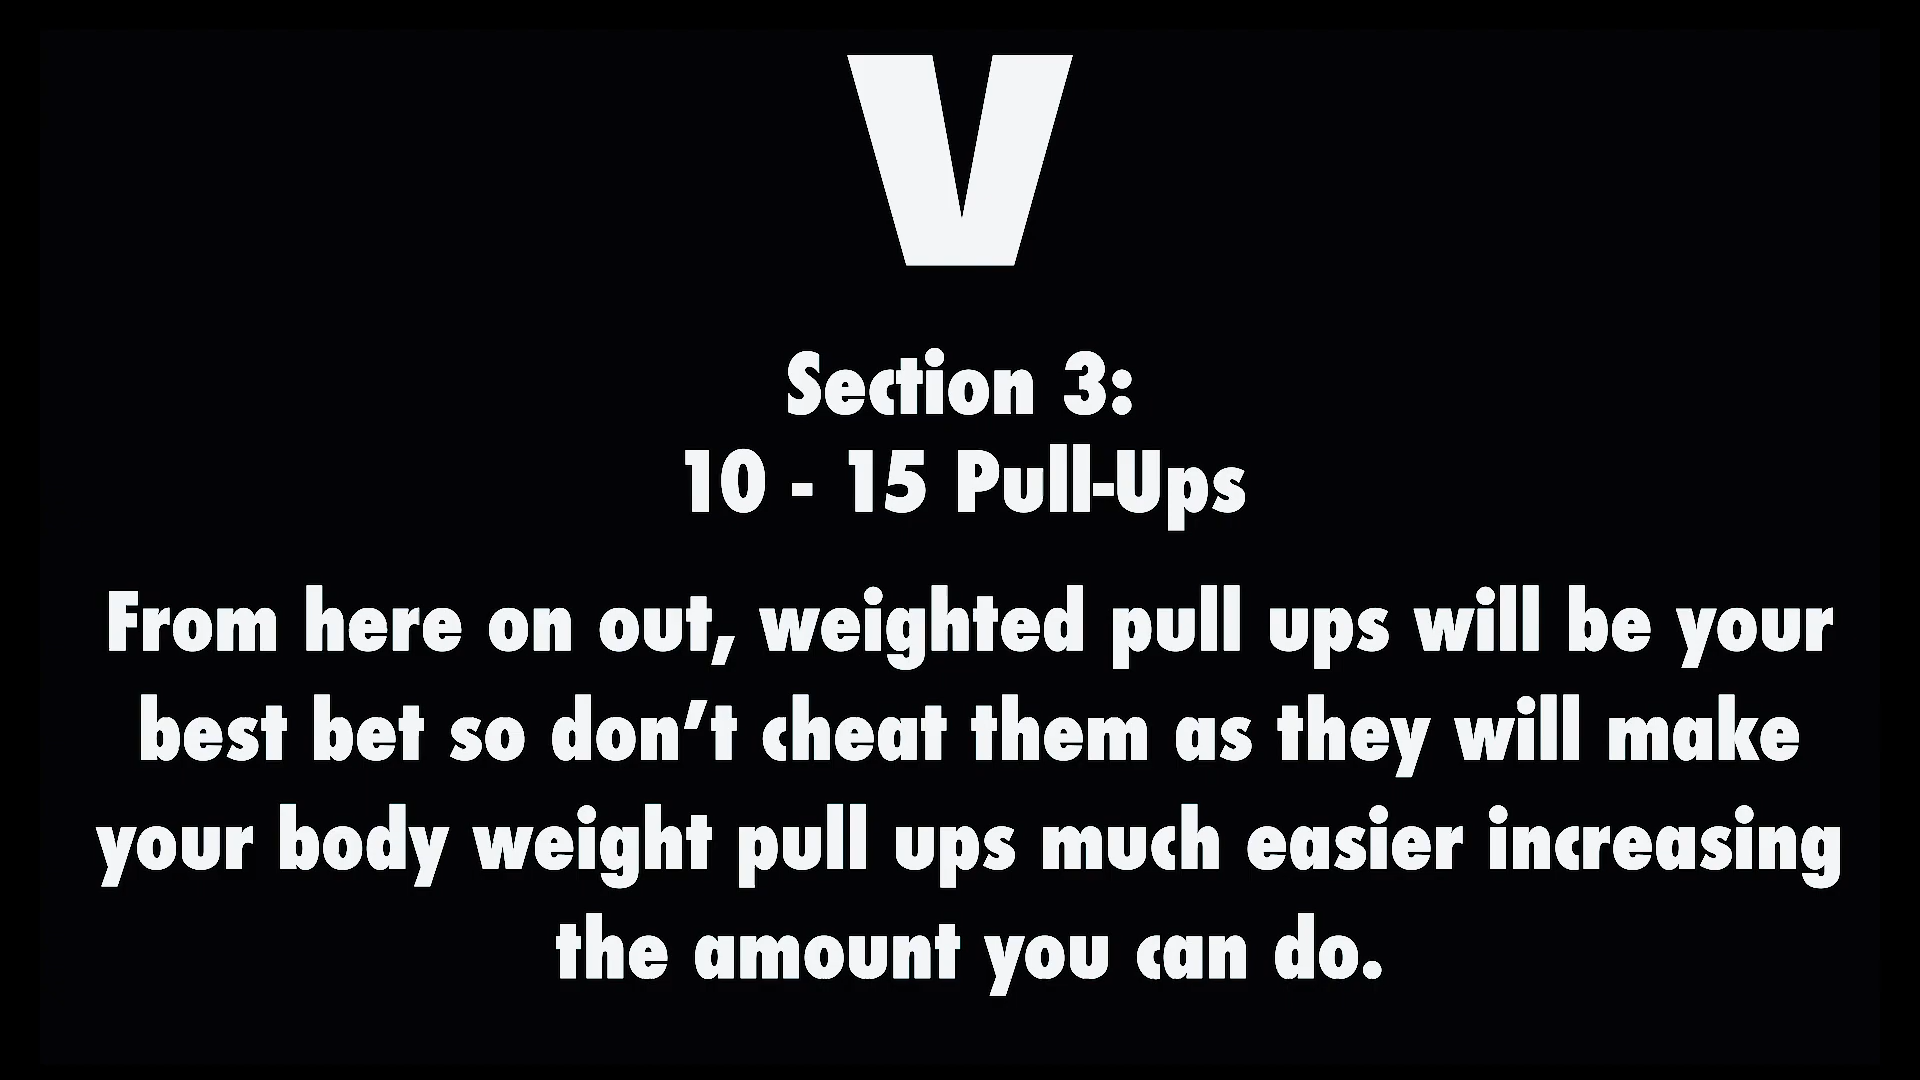 V
Section 3:
10 - 15 Pull-Ups
From here on out, weighted pull ups will be your
best bet so don’t cheat them as they will make
your body weight pull ups much easier increasing
the amount you can do.